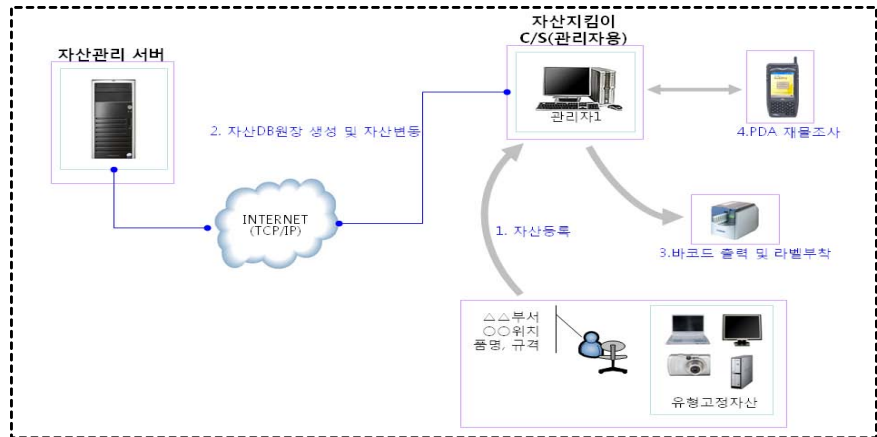 자산지킴이
C/S(관리자용)
자산관리 서버
관리자1
2. 자산DB원장 생성 및 자산변동
4.PDA 재물조사
INTERNET
(TCP/IP)
1. 자산등록
3.바코드 출력 및 라벨부착
△△부서
○○위치
품명, 규격
유형고정자산